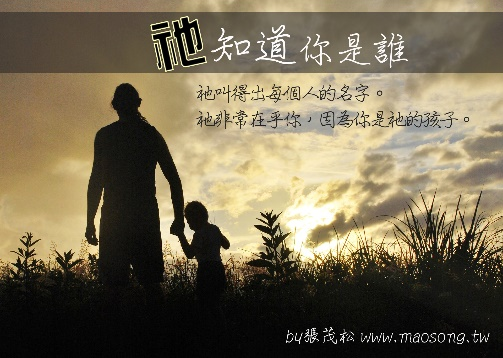 祂知道你是誰
祂叫得出每個人的名字。
祂非常在乎你，因為你是祂的孩子。
by張茂松 www.maosong.tw